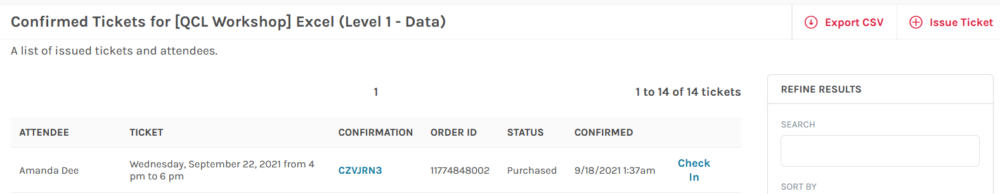 Confirmed Tickets for [QCL Workshop] Excel (Level 1 - Data)
Export CSV
Issue Ticket
A list of issued tickets and attendees.
1
1 to 14 of 14 tickets
REFINE RESULTS
SEARCH
SORT BY
ATTENDEE TICKET CONFIRMATION ORDER ID STATUS CONFIRMED
Amanda Dee
Wednesday, September 22, 2021 from 4
pm to 6 pm
CZVJRN3
11774848002
Purchased
9/18/2021 1:37am
Check
In